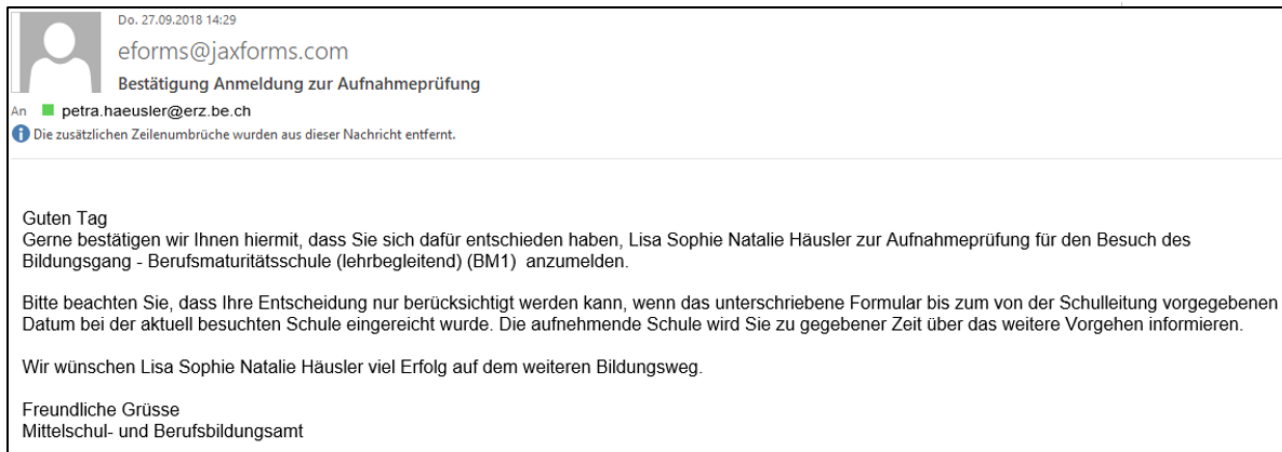 Do. 27.09.2018 14:29
eforms@jaxforms.com
Bestätigung Anmeldung zur Aufnahmeprüfung
An petra.haeusler@erz.be.ch
Die zusätzlichen Zeilenumbrüche wurden aus dieser Nachricht entfernt.
Guten Tag
Gerne bestätigen wir Ihnen hiermit, dass Sie sich dafür entschieden haben, Lisa Sophie Natalie Häusler zur Aufnahmeprüfung für den Besuch des
Bildungsgang - Berufsmaturitätsschule (lehrbegleitend) (BM1) anzumelden.
Bitte beachten Sie, dass Ihre Entscheidung nur berücksichtigt werden kann, wenn das unterschriebene Formular bis zum von der Schulleitung vorgegebenen
Datum bei der aktuell besuchten Schule eingereicht wurde. Die aufnehmende Schule wird Sie zu gegebener Zeit über das weitere Vorgehen informieren.
Wir wünschen Lisa Sophie Natalie Häusler viel Erfolg auf dem weiteren Bildungsweg.
Freundliche Grüsse
Mittelschul- und Berufsbildungsamt